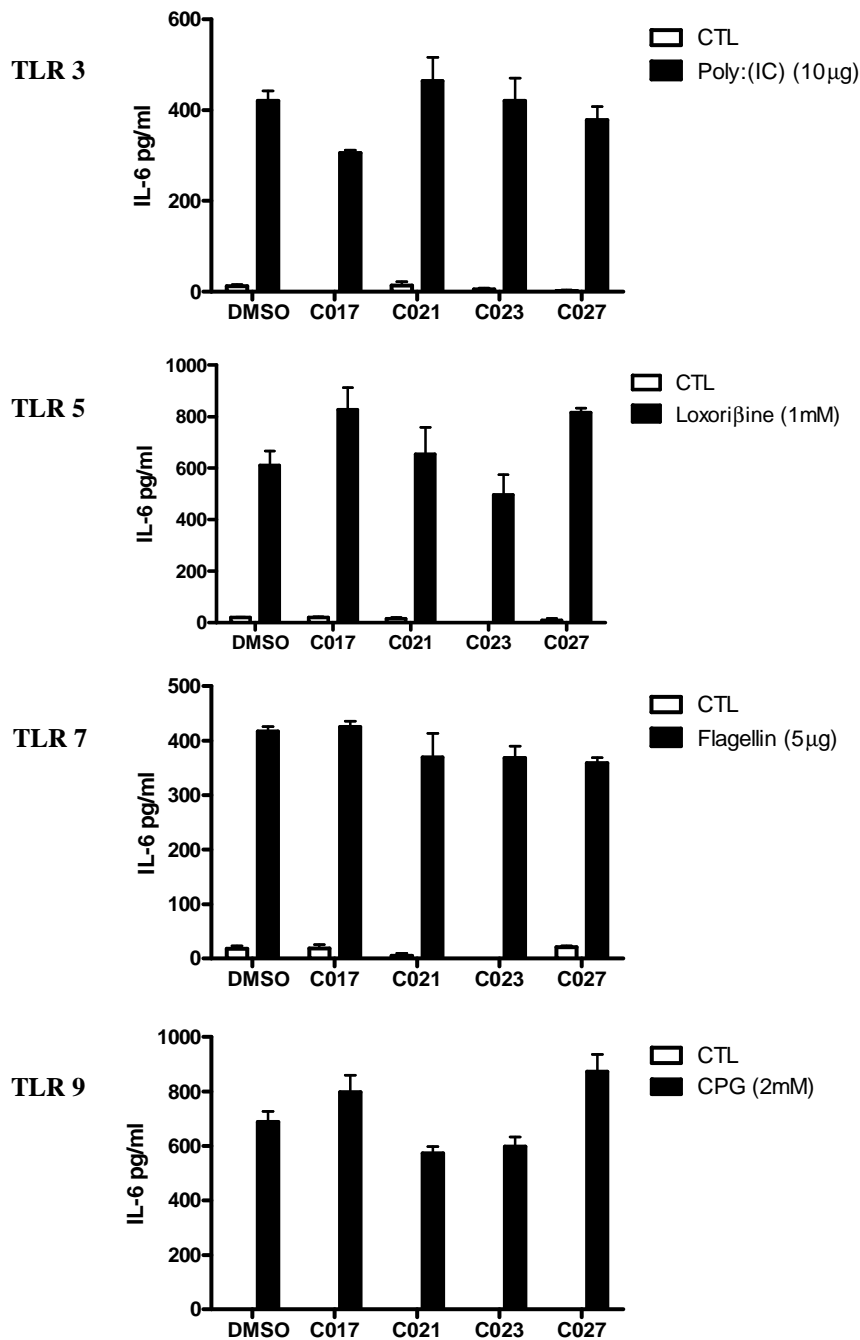 TLR 3
IL-6 pg/ml
600
400
200
0
DMSO C017 C021 C023 C027
CTL
Poly:(IC) (10μg)
TLR 5
IL-6 pg/ml
1000
800
600
400
200
0
DMSO C017 C021 C023 C027
CTL
Loxoriβine (1mM)
TLR 7
IL-6 pg/ml
500
400
300
200
100
0
DMSO C017 C021 C023 C027
CTL
Flagellin (5μg)
TLR 9
IL-6 pg/ml
1000
800
600
400
200
0
DMSO C017 C021 C023 C027
CTL
CPG (2mM)